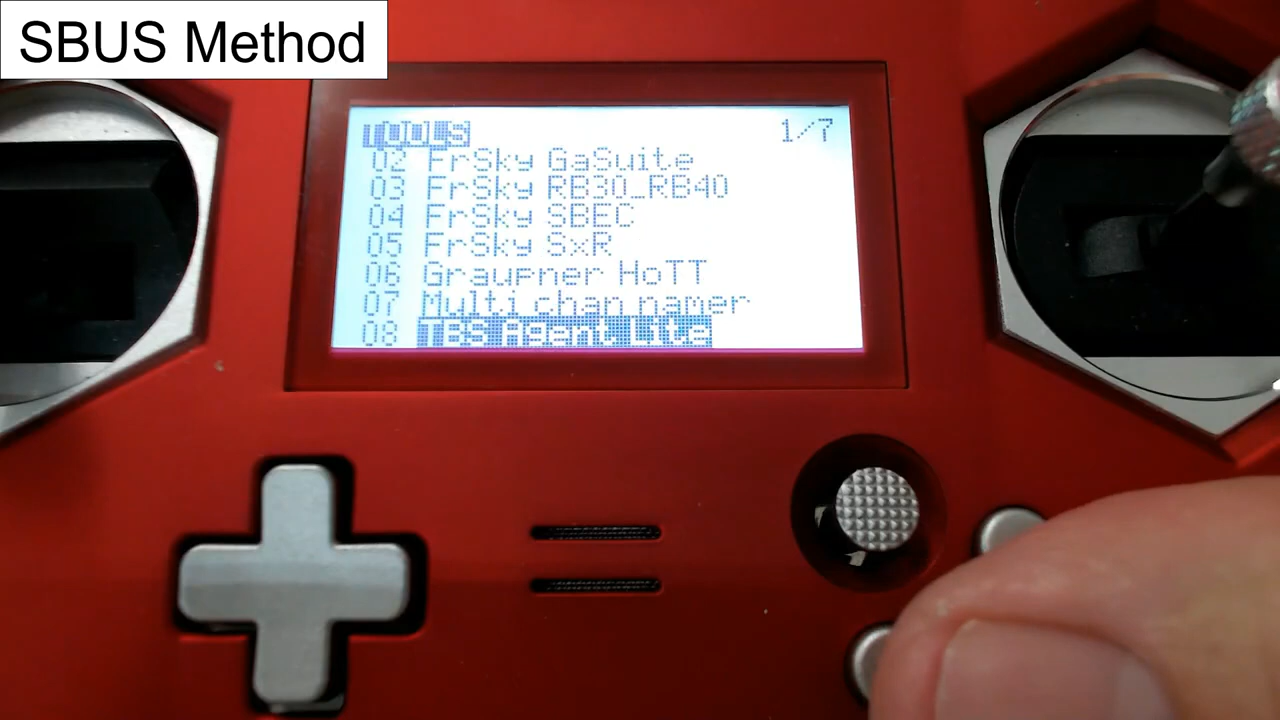 SBUS Method
TOOLS 1/7
02 FrSky GaSuite
03 FrSky RB30_RB40
04 FrSky SBEC
05 FrSky SxR
06 Graupner HoTT
07 Multi chan namer
08 TBS Agent Lite